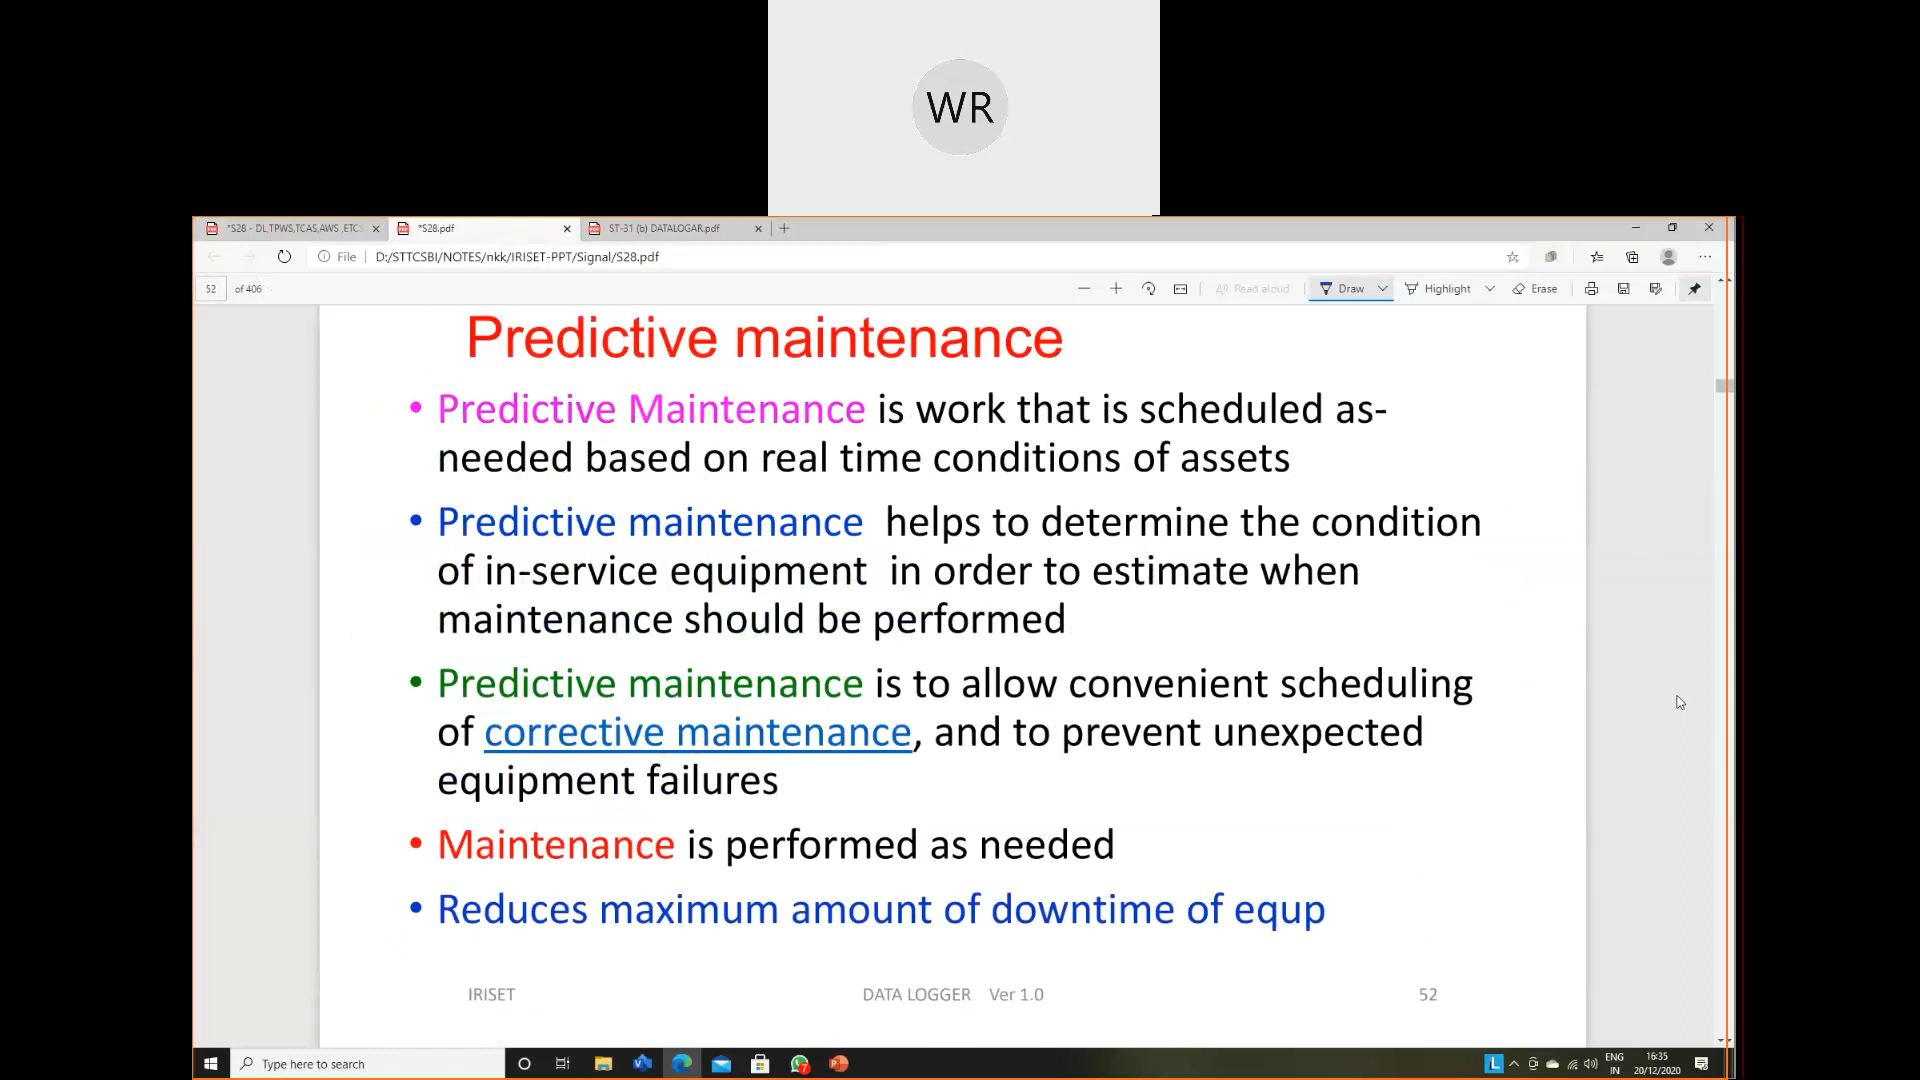 WR
*S28 - DL,TPWS,TCAS,AWS ,ETCS
*S28.pdf
ST-31 (b) DATALOGAR.pdf
File D:/STTCSBI/NOTES/nkk/IRISET-PPT/Signal/S28.pdf
52 of 406
Read aloud
Draw
Highlight
Erase
Predictive maintenance
• Predictive Maintenance is work that is scheduled as-
needed based on real time conditions of assets
• Predictive maintenance helps to determine the condition
of in-service equipment in order to estimate when
maintenance should be performed
• Predictive maintenance is to allow convenient scheduling
of corrective maintenance, and to prevent unexpected
equipment failures
• Maintenance is performed as needed
• Reduces maximum amount of downtime of equp
IRISET DATA LOGGER Ver 1.0 52
Type here to search
7
L
ENG
IN
16:35
20/12/2020